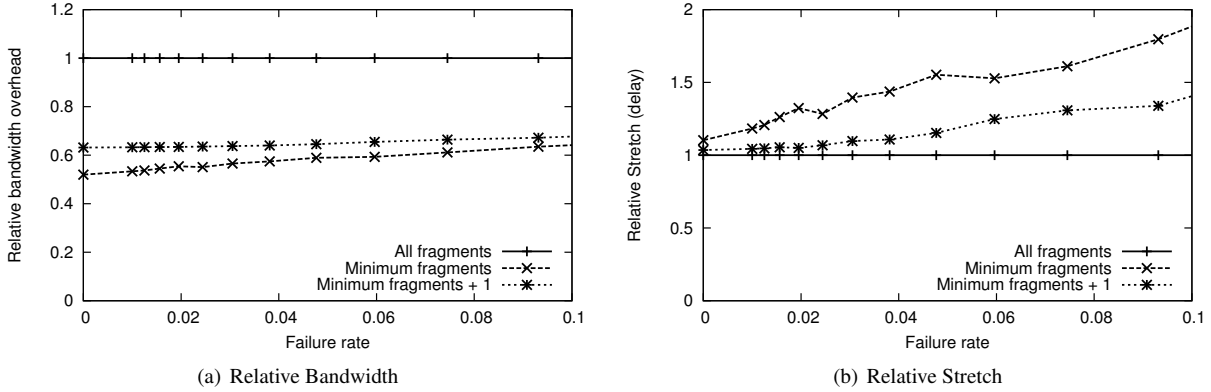 1.2
1
0.8
0.6
0.4
0.2
0
Relative bandwidth overhead
All fragments
Minimum fragments
Minimum fragments + 1
0 0.02 0.04 0.06 0.08 0.1
Failure rate
(a) Relative Bandwidth
2
1.5
1
0.5
0
Relative Stretch (delay)
All fragments
Minimum fragments
Minimum fragments + 1
0 0.02 0.04 0.06 0.08 0.1
Failure rate
(b) Relative Stretch